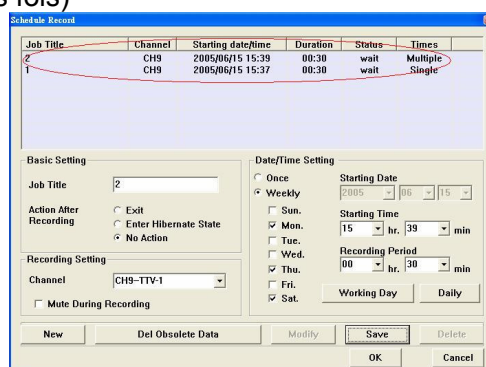 s fois)
Schedule Record
Job Title Channel Starting date/time Duration Status Times
2 CH9 2005/06/15 15:39 00:30 wait Multiple
1 CH9 2005/06/15 15:37 00:30 wait Single
Basic Setting
Job Title 2
Action After Recording
Exit
Enter Hibernate State
No Action
Recording Setting
Channel CH9--TTV-1
Mute During Recording
Date/Time Setting
Once
Weekly
Sun.
Mon.
Tue.
Wed.
Thu.
Fri.
Sat.
Starting Date
2005 06 15
Starting Time
15 hr. 39 min
Recording Period
00 hr. 30 min
Working Day Daily
New Del Obsolete Data Modify Save Delete
OK Cancel